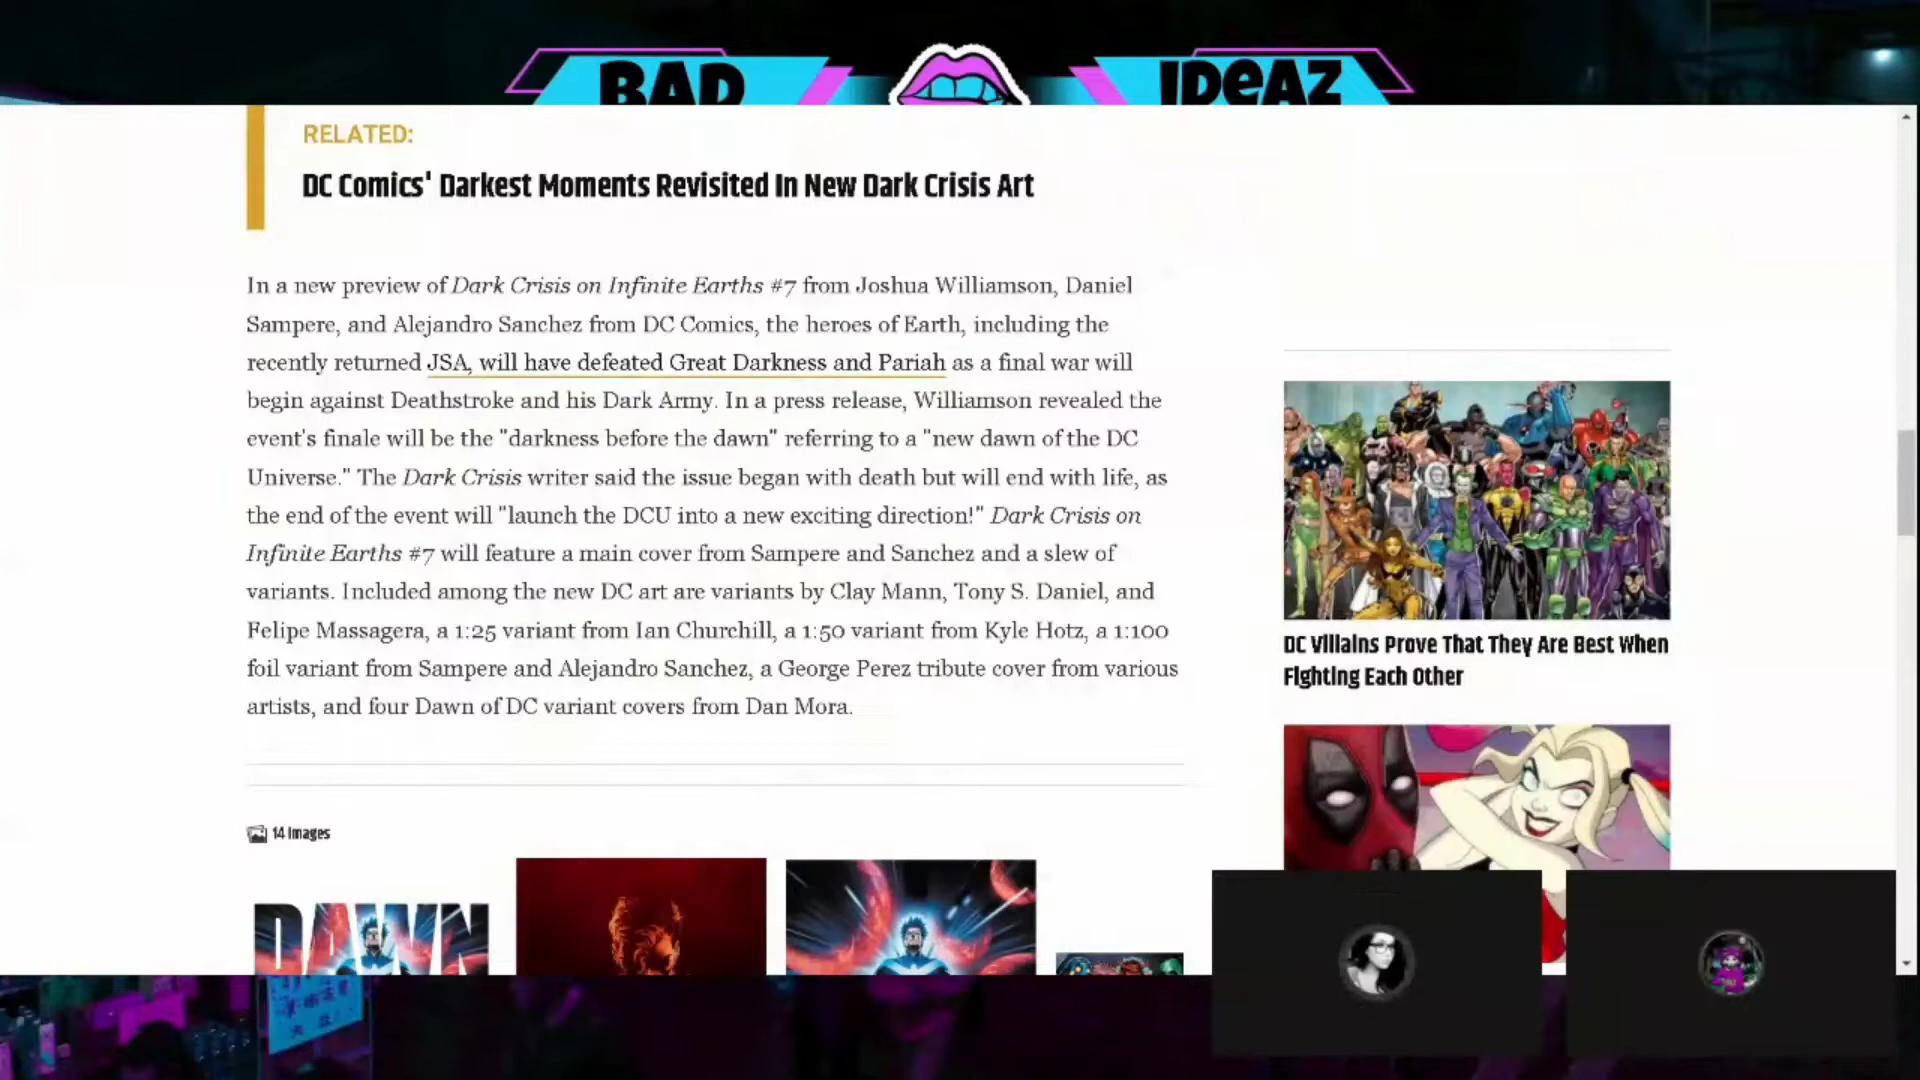 BAD IDEAZ
RELATED:
DC Comics' Darkest Moments Revisited In New Dark Crisis Art
In a new preview of Dark Crisis on Infinite Earths #7 from Joshua Williamson, Daniel
Sampere, and Alejandro Sanchez from DC Comics, the heroes of Earth, including the
recently returned JSA, will have defeated Great Darkness and Pariah as a final war will
begin against Deathstroke and his Dark Army. In a press release, Williamson revealed the
event's finale will be the "darkness before the dawn" referring to a "new dawn of the DC
Universe." The Dark Crisis writer said the issue began with death but will end with life, as
the end of the event will "launch the DCU into a new exciting direction!" Dark Crisis on
Infinite Earths #7 will feature a main cover from Sampere and Sanchez and a slew of
variants. Included among the new DC art are variants by Clay Mann, Tony S. Daniel, and
Felipe Massagera, a 1:25 variant from Ian Churchill, a 1:50 variant from Kyle Hotz, a 1:100
foil variant from Sampere and Alejandro Sanchez, a George Perez tribute cover from various
artists, and four Dawn of DC variant covers from Dan Mora.
14 Images
DAWN
DC Villains Prove That They Are Best When
Fighting Each Other